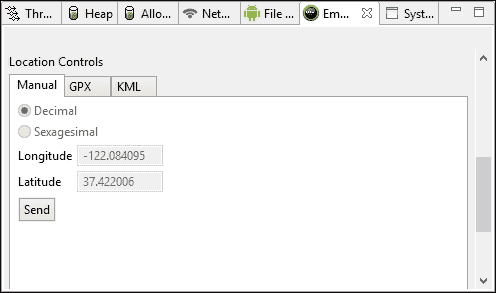 Thr... Heap Allo... Net... File ... Em... Syst...
Location Controls
Manual GPX KML
Decimal
Sexagesimal
Longitude -122.084095
Latitude 37.422006
Send